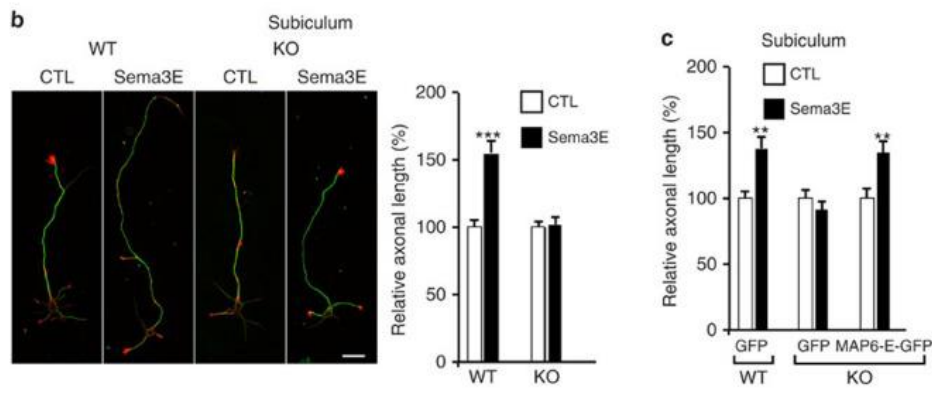 b
Subiculum
WT KO
CTL Sema3E CTL Sema3E
Relative axonal length (%)
200
150
100
50
0
CTL
Sema3E
***
WT KO
c
Subiculum
Relative axonal length (%)
200
150
100
50
0
CTL
Sema3E
** **
GFP GFP MAP6-E-GFP
WT KO